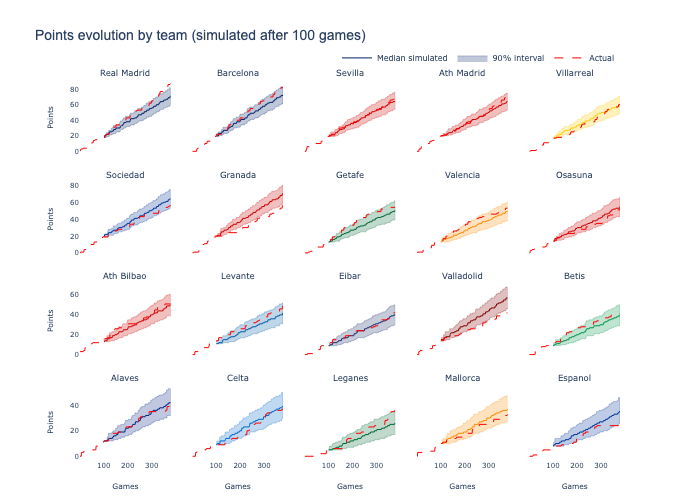 Points evolution by team (simulated after 100 games)
Median simulated 90% interval Actual
Real Madrid Barcelona Sevilla Ath Madrid Villarreal
80
60
40
20
0
Points
Sociedad Granada Getafe Valencia Osasuna
80
60
40
20
0
Points
Ath Bilbao Levante Eibar Valladolid Betis
60
40
20
0
Points
Alaves Celta Leganes Mallorca Espanol
40
20
0
Points
100 200 300 100 200 300 100 200 300 100 200 300 100 200 300
Games Games Games Games Games